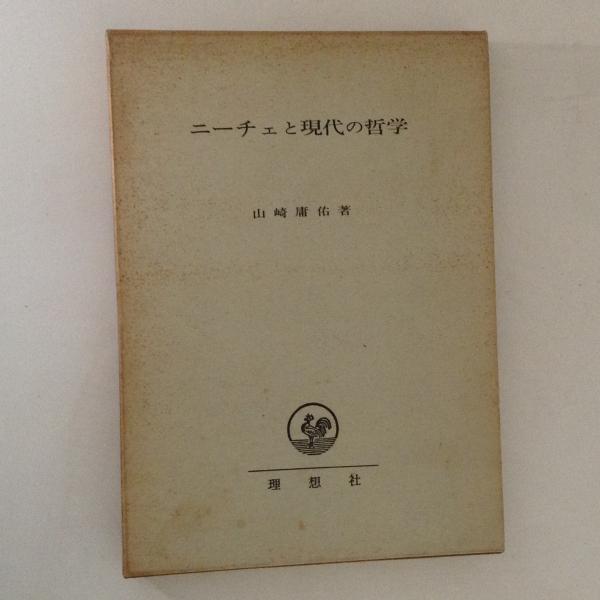 ニーチェと現代の哲学
山崎庸佑著
理想社